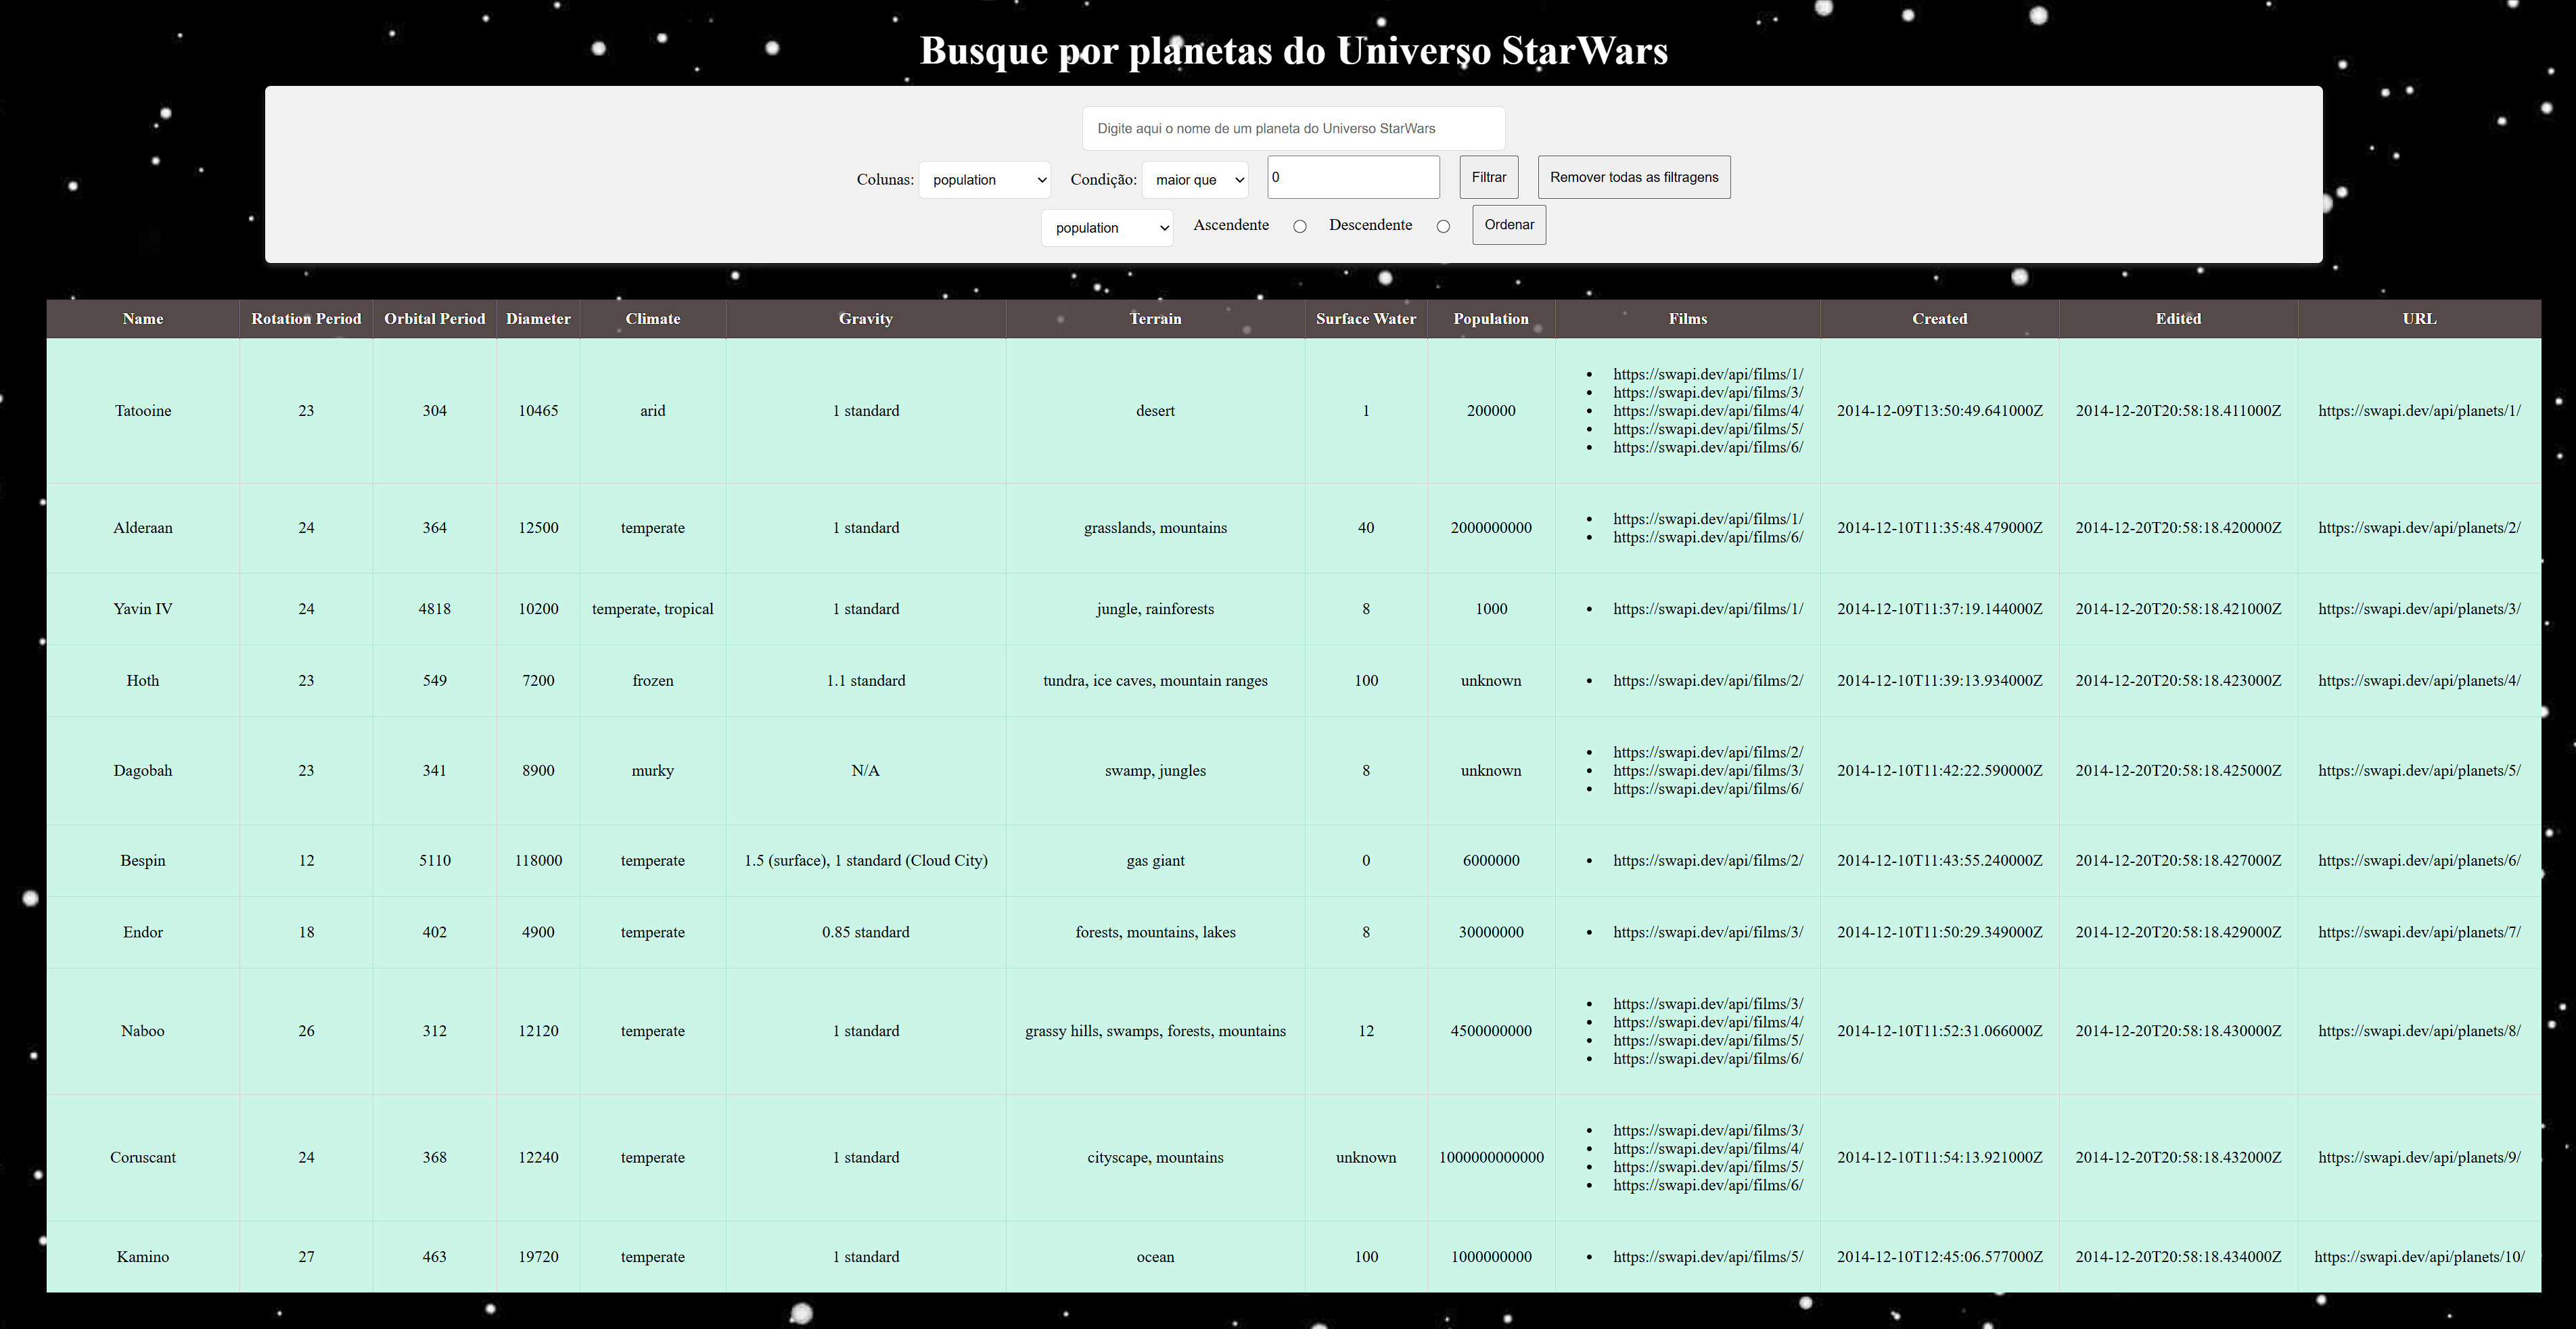 Busque por planetas do Universo StarWars
Digite aqui o nome de um planeta do Universo StarWars
Colunas: population Condição: maior que 0 Filtrar Remover todas as filtragens
population Ascendente Descendente Ordenar
Name Rotation Period Orbital Period Diameter Climate Gravity Terrain Surface Water Population Films Created Edited URL
Tatooine 23 304 10465 arid 1 standard desert 1 200000 https://swapi.dev/api/films/1/ 2014-12-09T13:50:49.641000Z 2014-12-20T20:58:18.411000Z https://swapi.dev/api/planets/1/
https://swapi.dev/api/films/3/
https://swapi.dev/api/films/4/
https://swapi.dev/api/films/5/
https://swapi.dev/api/films/6/
Alderaan 24 364 12500 temperate 1 standard grasslands, mountains 40 2000000000 https://swapi.dev/api/films/1/ 2014-12-10T11:35:48.479000Z 2014-12-20T20:58:18.420000Z https://swapi.dev/api/planets/2/
https://swapi.dev/api/films/6/
Yavin IV 24 4818 10200 temperate, tropical 1 standard jungle, rainforests 8 1000 https://swapi.dev/api/films/1/ 2014-12-10T11:37:19.144000Z 2014-12-20T20:58:18.421000Z https://swapi.dev/api/planets/3/
Hoth 23 549 7200 frozen 1.1 standard tundra, ice caves, mountain ranges 100 unknown https://swapi.dev/api/films/2/ 2014-12-10T11:39:13.934000Z 2014-12-20T20:58:18.423000Z https://swapi.dev/api/planets/4/
Dagobah 23 341 8900 murky N/A swamp, jungles 8 unknown https://swapi.dev/api/films/2/ 2014-12-10T11:42:22.590000Z 2014-12-20T20:58:18.425000Z https://swapi.dev/api/planets/5/
https://swapi.dev/api/films/3/
https://swapi.dev/api/films/6/
Bespin 12 5110 118000 temperate 1.5 (surface), 1 standard (Cloud City) gas giant 0 6000000 https://swapi.dev/api/films/2/ 2014-12-10T11:43:55.240000Z 2014-12-20T20:58:18.427000Z https://swapi.dev/api/planets/6/
Endor 18 402 4900 temperate 0.85 standard forests, mountains, lakes 8 30000000 https://swapi.dev/api/films/3/ 2014-12-10T11:50:29.349000Z 2014-12-20T20:58:18.429000Z https://swapi.dev/api/planets/7/
Naboo 26 312 12120 temperate 1 standard grassy hills, swamps, forests, mountains 12 4500000000 https://swapi.dev/api/films/3/ 2014-12-10T11:52:31.066000Z 2014-12-20T20:58:18.430000Z https://swapi.dev/api/planets/8/
https://swapi.dev/api/films/4/
https://swapi.dev/api/films/5/
https://swapi.dev/api/films/6/
Coruscant 24 368 12240 temperate 1 standard cityscape, mountains unknown 1000000000000 https://swapi.dev/api/films/3/ 2014-12-10T11:54:13.921000Z 2014-12-20T20:58:18.432000Z https://swapi.dev/api/planets/9/
https://swapi.dev/api/films/4/
https://swapi.dev/api/films/5/
https://swapi.dev/api/films/6/
Kamino 27 463 19720 temperate 1 standard ocean 100 1000000000 https://swapi.dev/api/films/5/ 2014-12-10T12:45:06.577000Z 2014-12-20T20:58:18.434000Z https://swapi.dev/api/planets/10/